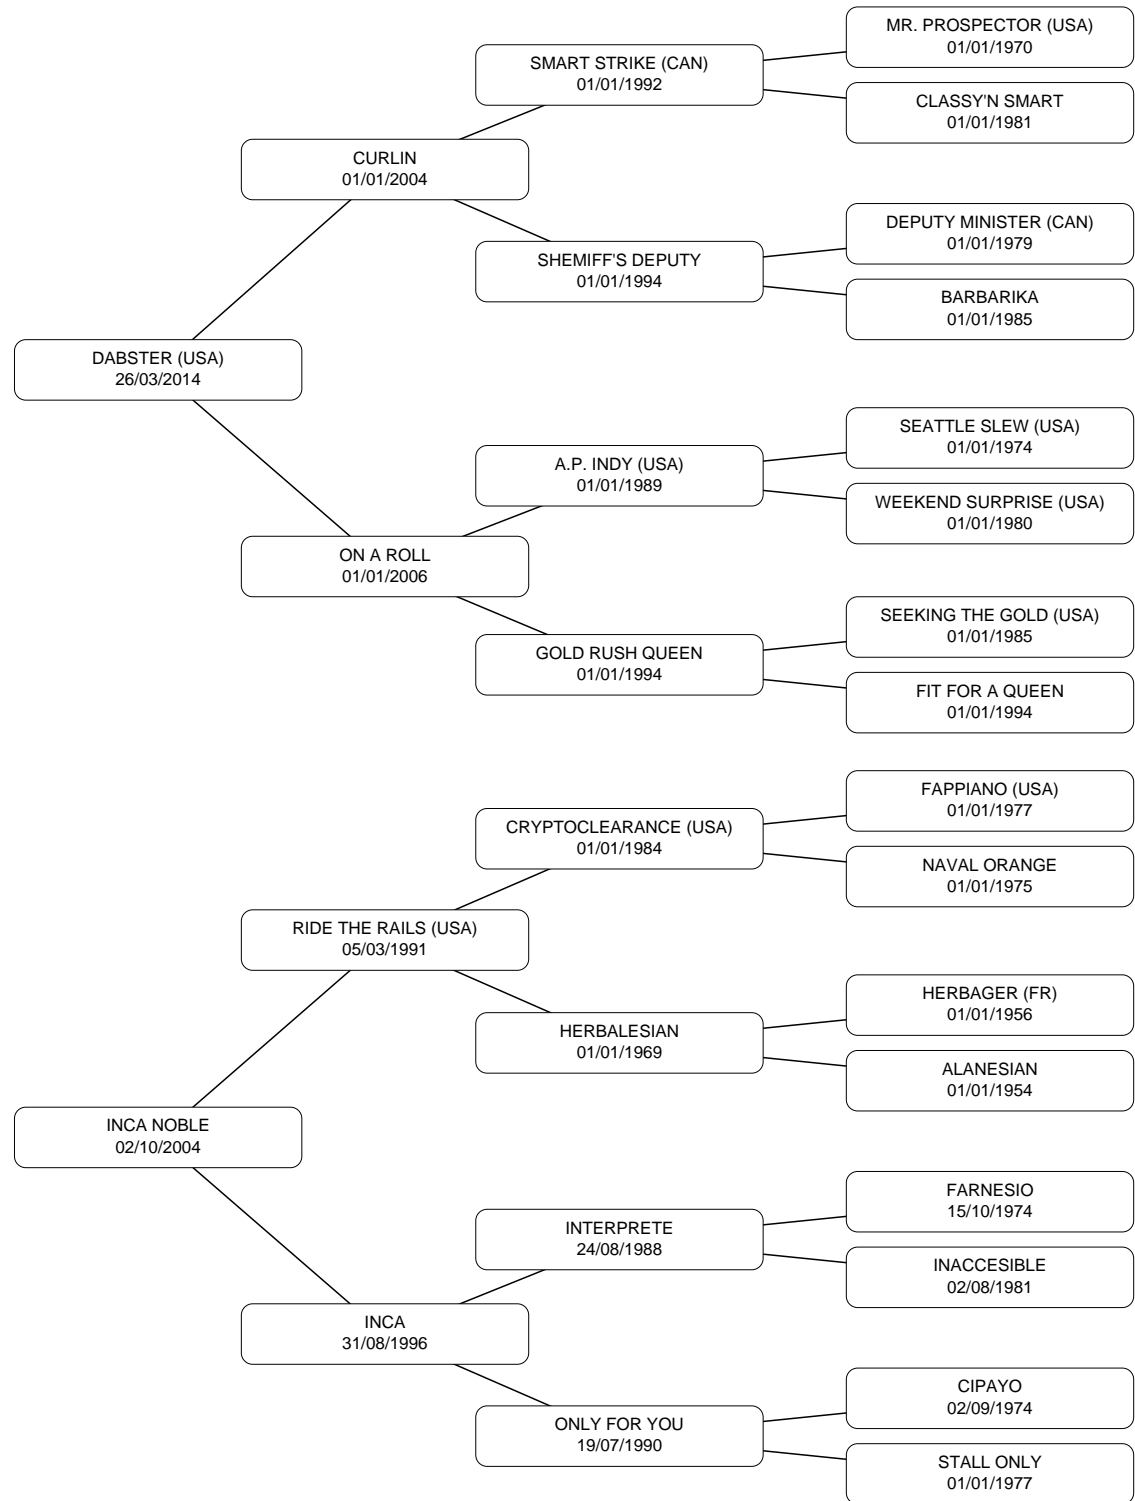 MR. PROSPECTOR (USA)
01/01/1970
SMART STRIKE (CAN)
01/01/1992
CLASSY'N SMART
01/01/1981
CURLIN
01/01/2004
DEPUTY MINISTER (CAN)
01/01/1979
SHEMIFF'S DEPUTY
01/01/1994
BARBARIKA
01/01/1985
DABSTER (USA)
26/03/2014
SEATTLE SLEW (USA)
01/01/1974
A.P. INDY (USA)
01/01/1989
WEEKEND SURPRISE (USA)
01/01/1980
ON A ROLL
01/01/2006
SEEKING THE GOLD (USA)
01/01/1985
GOLD RUSH QUEEN
01/01/1994
FIT FOR A QUEEN
01/01/1994
FAPPIANO (USA)
01/01/1977
CRYPTOCLEARANCE (USA)
01/01/1984
NAVAL ORANGE
01/01/1975
RIDE THE RAILS (USA)
05/03/1991
HERBAGER (FR)
01/01/1956
HERBALESIAN
01/01/1969
ALANESIAN
01/01/1954
INCA NOBLE
02/10/2004
FARNESIO
15/10/1974
INTERPRETE
24/08/1988
INACCESIBLE
02/08/1981
INCA
31/08/1996
CIPAYO
02/09/1974
ONLY FOR YOU
19/07/1990
STALL ONLY
01/01/1977